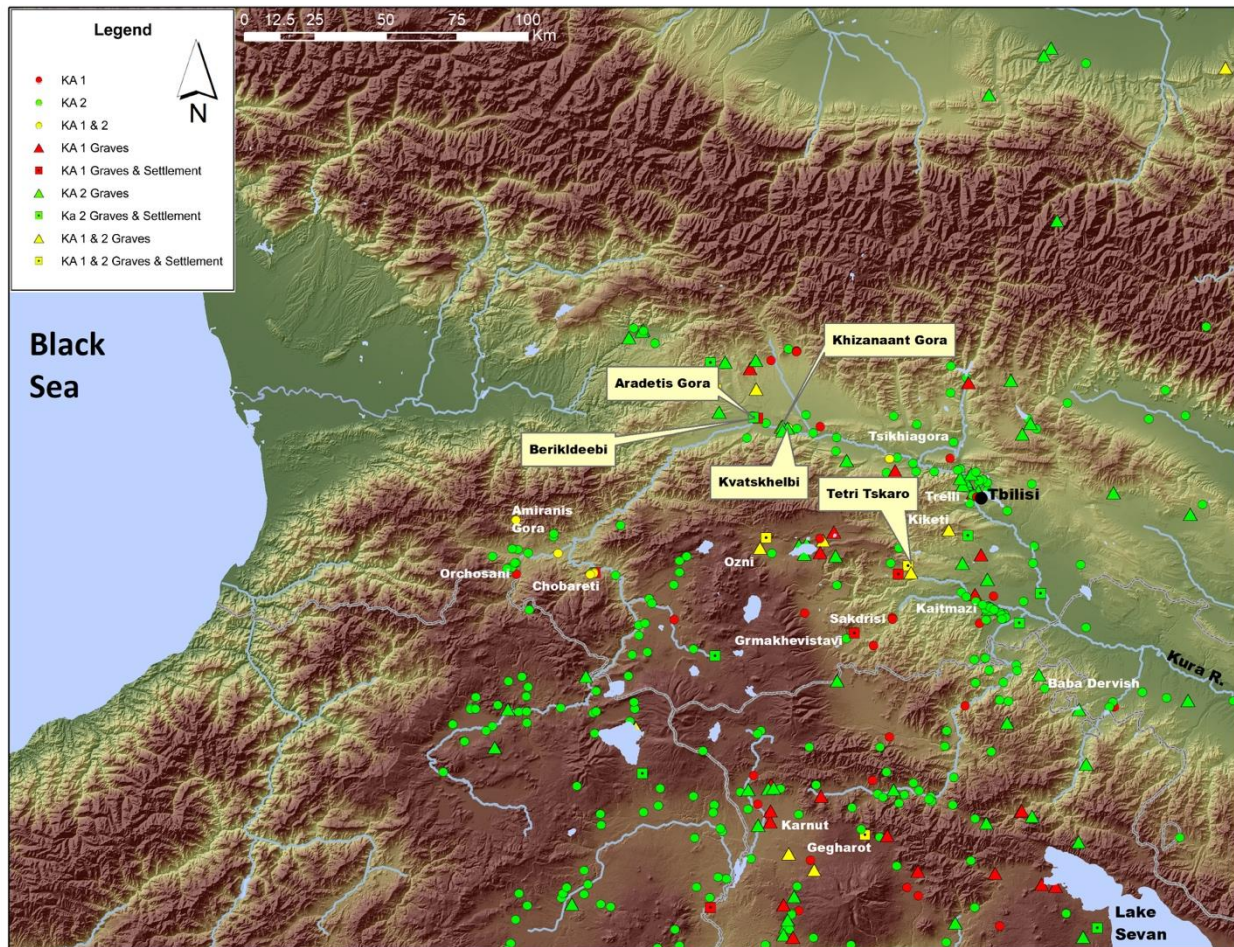 Legend
N
KA 1
KA 2
KA 1 & 2
KA 1 Graves
KA 1 Graves & Settlement
KA 2 Graves
Ka 2 Graves & Settlement
KA 1 & 2 Graves
KA 1 & 2 Graves & Settlement
0 12.5 25 50 75 100
Km
Black
Sea
Khizanaant Gora
Aradetis Gora
Berikldeebi
Kvatskhelbi
Tsikhiagora
Tetri Tskaro
Trelli
Tbilisi
Kiketi
Amiranis
Gora
Ozni
Orchosani
Chobareti
Kaitmazi
Sakdrisi
Grmakhevistavi
Kura R.
Baba Dervish
Karnut
Gegharot
Lake
Sevan